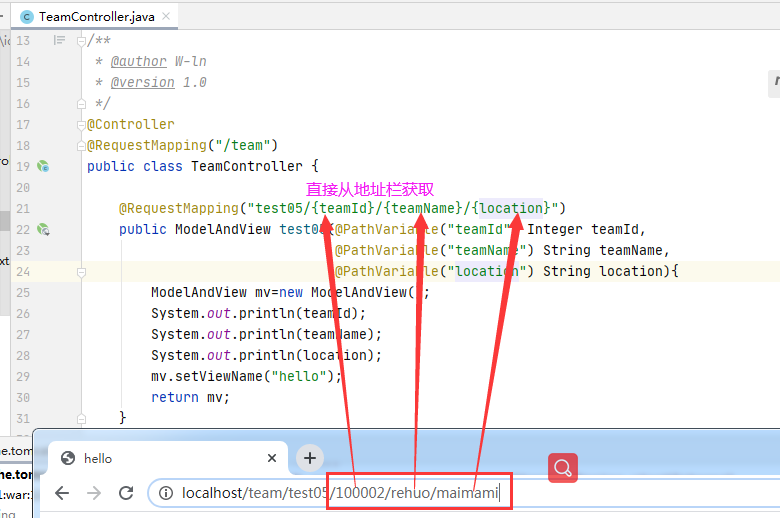 TeamController.java
13 /**
14 * @author W-ln
15 * @version 1.0
16 */
17 @Controller
18 @RequestMapping("/team")
19 public class TeamController {
20
直接从地址栏获取
21 @RequestMapping("test05/{teamId}/{teamName}/{location}")
22 public ModelAndView (@PathVariable("teamId") Integer teamId,
23 @PathVariable("teamName") String teamName,
24 @PathVariable("location") String location){
25 ModelAndView mv=new ModelAndView();
26 System.out.println(teamId);
27 System.out.println(teamName);
28 System.out.println(location);
29 mv.setViewName("hello");
30 return mv;
31 }
hello
localhost/team/test05/100002/rehuo/maimami